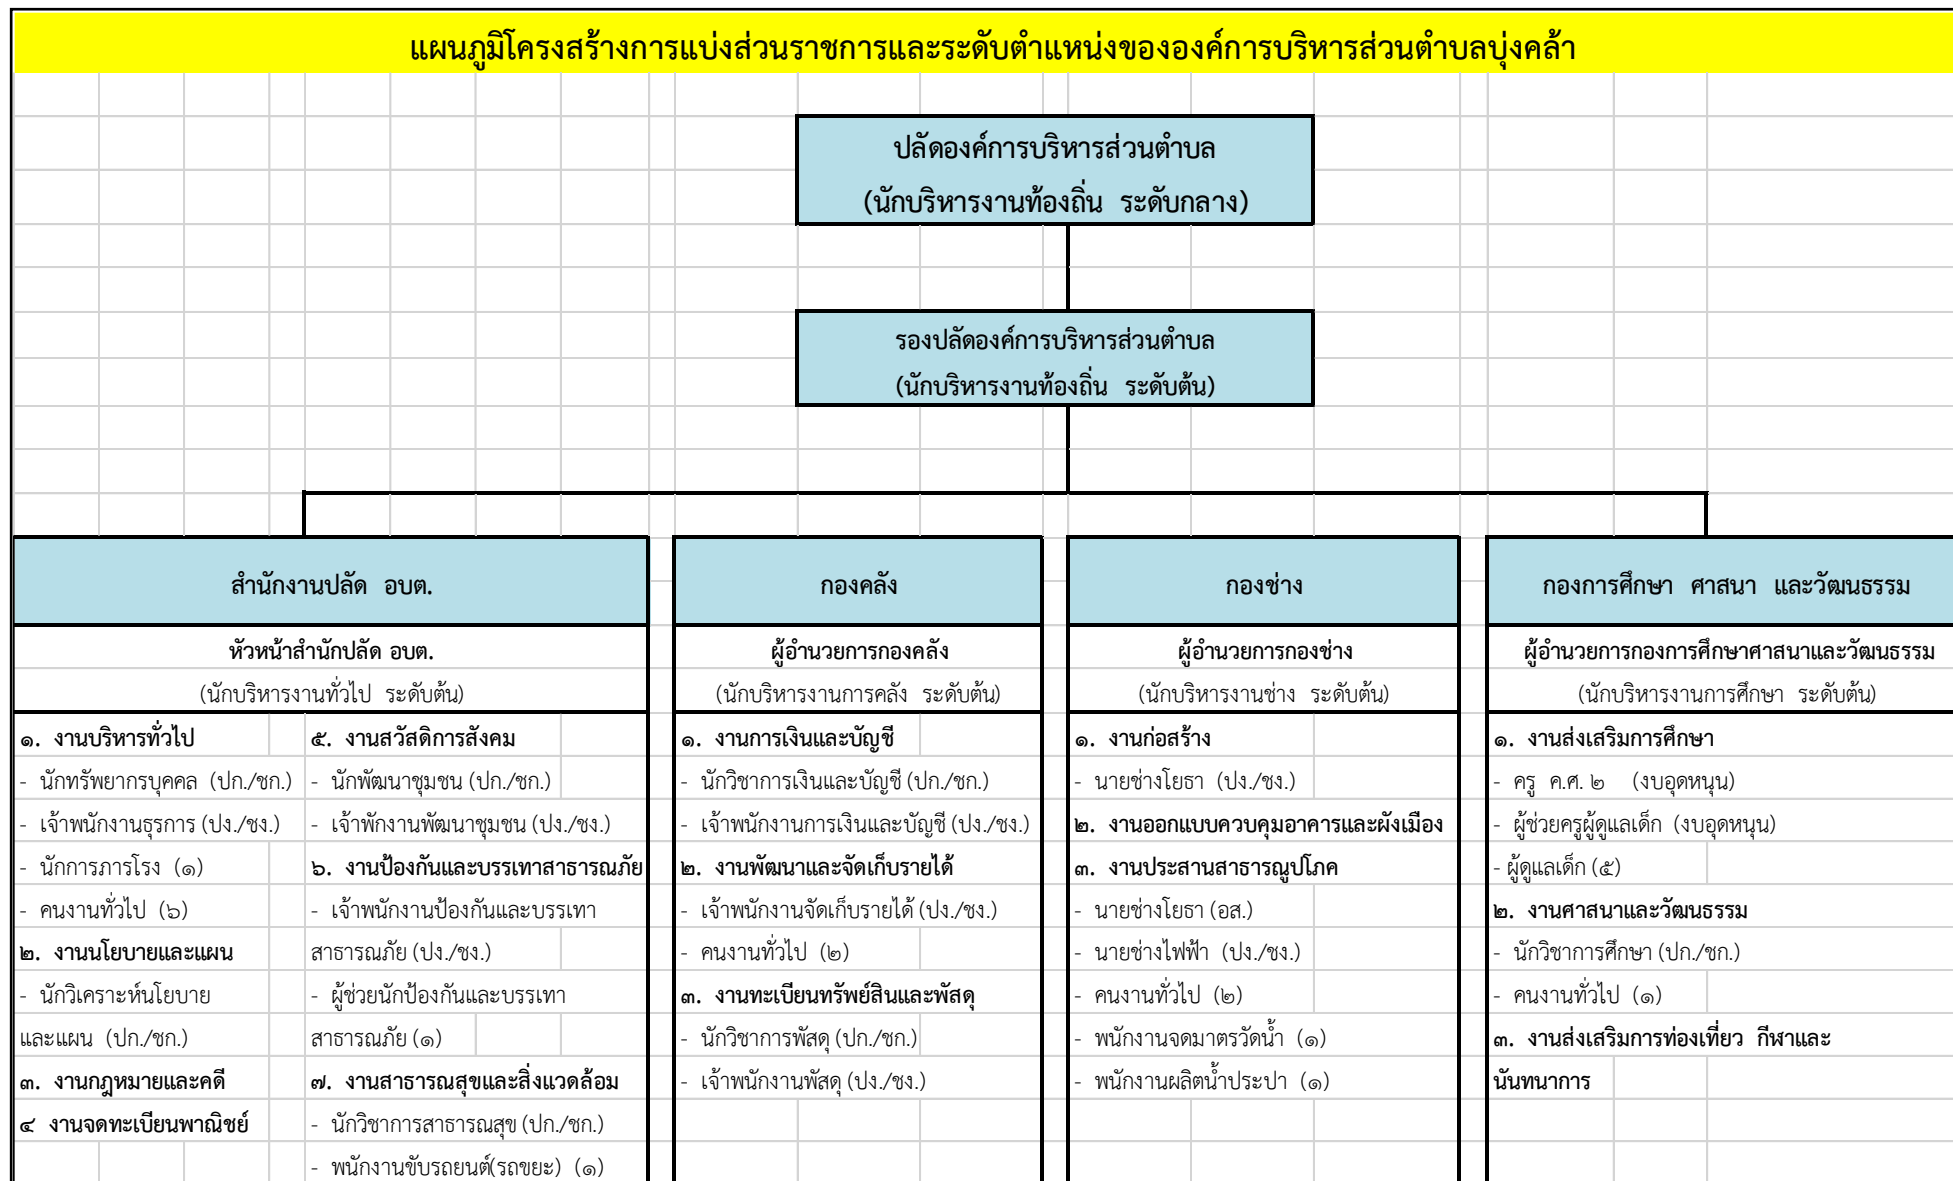 แผนภูมิโครงสร้างการแบ่งส่วนราชการและระดับตำแหน่งขององค์การบริหารส่วนตำบลบุ่งคล้า
ปลัดองค์การบริหารส่วนตำบล
(นักบริหารงานท้องถิ่น ระดับกลาง)
รองปลัดองค์การบริหารส่วนตำบล
(นักบริหารงานท้องถิ่น ระดับต้น)
สำนักงานปลัด อบต.
หัวหน้าสำนักปลัด อบต.
(นักบริหารงานทั่วไป ระดับต้น)
๑. งานบริหารทั่วไป
- นักทรัพยากรบุคคล (ปก./ชก.)
- เจ้าพนักงานธุรการ (ปง./ชง.)
- นักการภารโรง (๑)
- คนงานทั่วไป (๖)
๒. งานนโยบายและแผน
- นักวิเคราะห์นโยบาย
และแผน (ปก./ชก.)
๓. งานกฎหมายและคดี
๔ งานจดทะเบียนพาณิชย์
๕. งานสวัสดิการสังคม
- นักพัฒนาชุมชน (ปก./ชก.)
- เจ้าพักงานพัฒนาชุมชน (ปง./ชง.)
๖. งานป้องกันและบรรเทาสาธารณภัย
- เจ้าพนักงานป้องกันและบรรเทา
สาธารณภัย (ปง./ชง.)
- ผู้ช่วยนักป้องกันและบรรเทา
สาธารณภัย (๑)
๗. งานสาธารณสุขและสิ่งแวดล้อม
- นักวิชาการสาธารณสุข (ปก./ชก.)
- พนักงานขับรถยนต์(รถขยะ) (๑)
กองคลัง
ผู้อำนวยการกองคลัง
(นักบริหารงานการคลัง ระดับต้น)
๑. งานการเงินและบัญชี
- นักวิชาการเงินและบัญชี (ปก./ชก.)
- เจ้าพนักงานการเงินและบัญชี (ปง./ชง.)
๒. งานพัฒนาและจัดเก็บรายได้
- เจ้าพนักงานจัดเก็บรายได้ (ปง./ชง.)
- คนงานทั่วไป (๒)
๓. งานทะเบียนทรัพย์สินและพัสดุ
- นักวิชาการพัสดุ (ปก./ชก.)
- เจ้าพนักงานพัสดุ (ปง./ชง.)
กองช่าง
ผู้อำนวยการกองช่าง
(นักบริหารงานช่าง ระดับต้น)
๑. งานก่อสร้าง
- นายช่างโยธา (ปง./ชง.)
๒. งานออกแบบควบคุมอาคารและผังเมือง
๓. งานประสานสาธารณูปโภค
- นายช่างโยธา (อส.)
- นายช่างไฟฟ้า (ปง./ชง.)
- คนงานทั่วไป (๒)
- พนักงานจดมาตรวัดน้ำ (๑)
- พนักงานผลิตน้ำประปา (๑)
กองการศึกษา ศาสนา และวัฒนธรรม
ผู้อำนวยการกองการศึกษาศาสนาและวัฒนธรรม
(นักบริหารงานการศึกษา ระดับต้น)
๑. งานส่งเสริมการศึกษา
- ครู ค.ศ. ๒ (งบอุดหนุน)
- ผู้ช่วยครูผู้ดูแลเด็ก (งบอุดหนุน)
- ผู้ดูแลเด็ก (๕)
๒. งานศาสนาและวัฒนธรรม
- นักวิชาการศึกษา (ปก./ชก.)
- คนงานทั่วไป (๑)
๓. งานส่งเสริมการท่องเที่ยว กีฬาและ
นันทนาการ